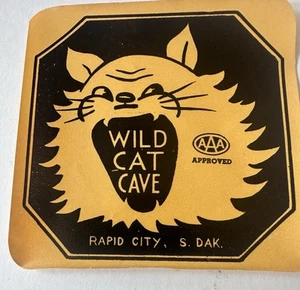 WILD
CAT
CAVE
AAA
APPROVED
RAPID CITY, S. DAK.